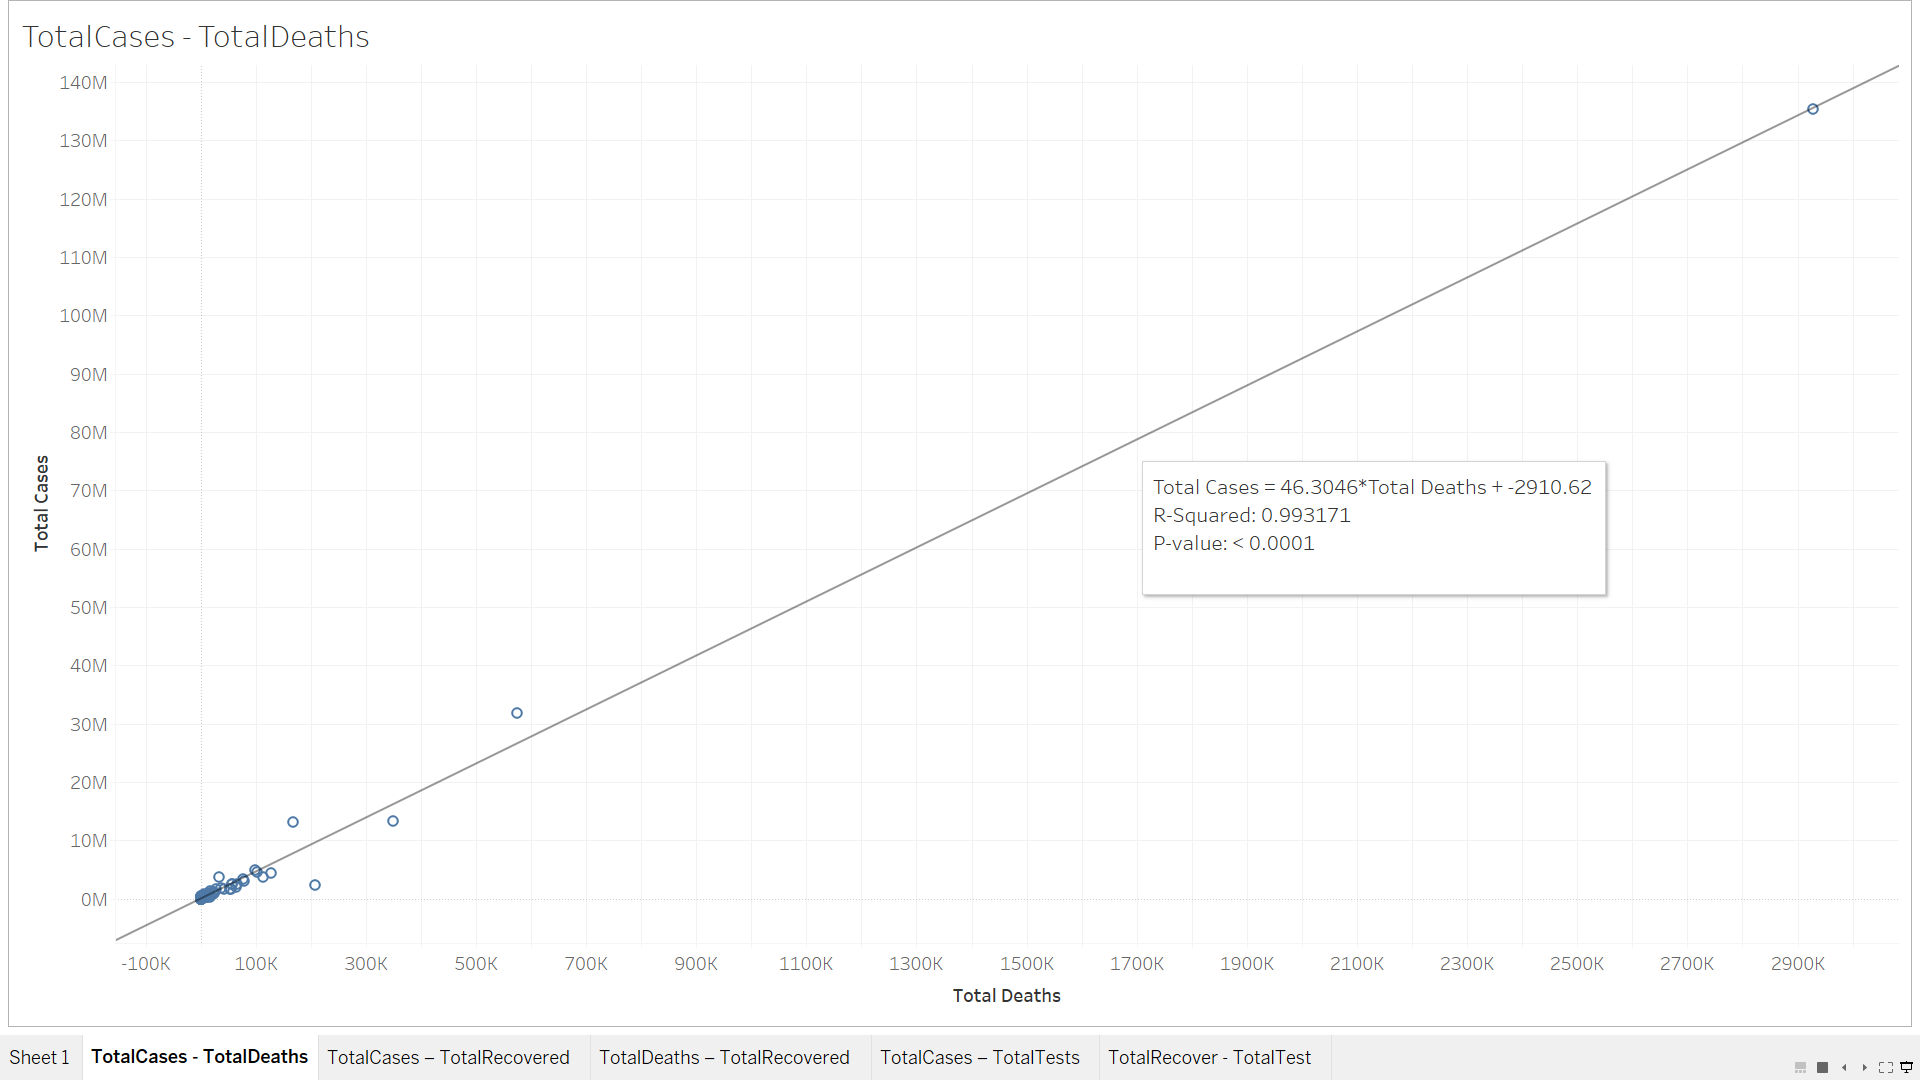 TotalCases - TotalDeaths
140M
130M
120M
110M
100M
90M
80M
70M
60M
50M
40M
30M
20M
10M
0M
Total Cases
Total Cases = 46.3046*Total Deaths + -2910.62
R-Squared: 0.993171
P-value: < 0.0001
-100K 100K 300K 500K 700K 900K 1100K 1300K 1500K 1700K 1900K 2100K 2300K 2500K 2700K 2900K
Total Deaths
Sheet 1 TotalCases - TotalDeaths TotalCases – TotalRecovered TotalDeaths – TotalRecovered TotalCases – TotalTests TotalRecover - TotalTest